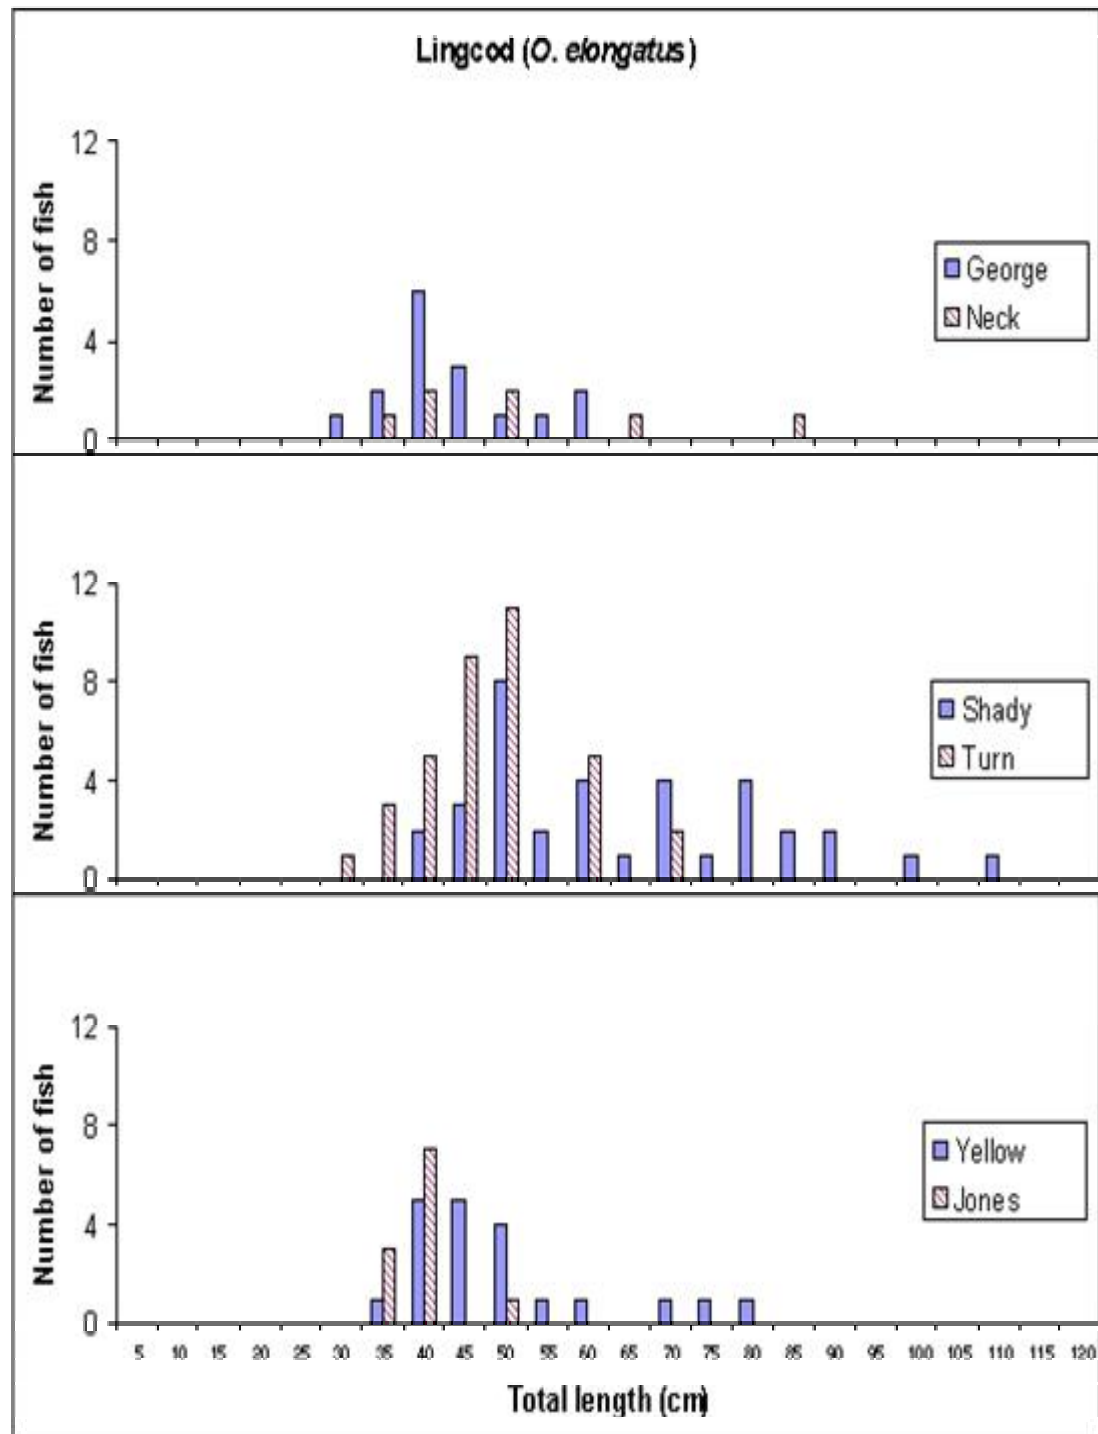 Lingcod (O. elongatus)
Number of fish
12
8
4
0
George
Neck
Number of fish
12
8
4
0
Shady
Turn
Number of fish
12
8
4
0
Yellow
Jones
5 10 15 20 25 30 35 40 45 50 55 60 65 70 75 80 85 90 95 100 105 110 115 120
Total length (cm)